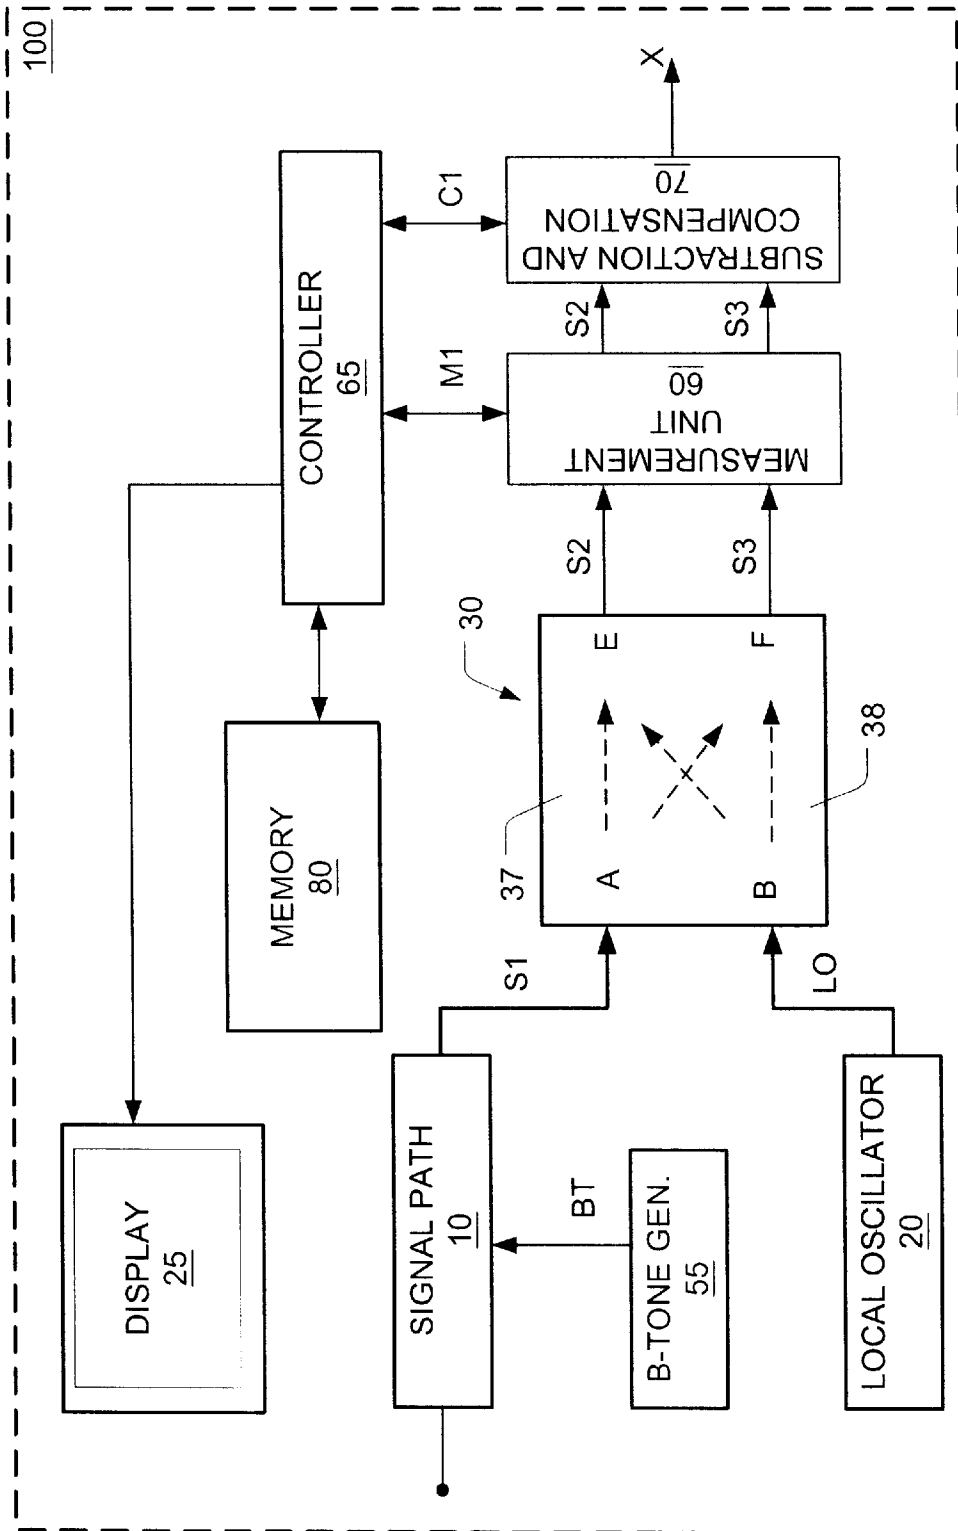 100
DISPLAY
25
MEMORY
80
CONTROLLER
65
SIGNAL PATH
10
BT
B-TONE GEN.
55
LOCAL OSCILLATOR
20
S1
LO
30
37
38
A
B
E
F
S2
S3
M1
MEASUREMENT
UNIT
60
S2
S3
C1
SUBTRACTION AND
COMPENSATION
70
X